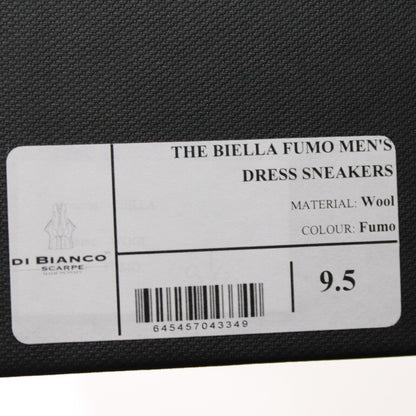 THE BIELLA FUMO MEN'S
DRESS SNEAKERS
MATERIAL: Wool
COLOUR: Fumo
DI BIANCO
SCARPE
9.5
645457043349